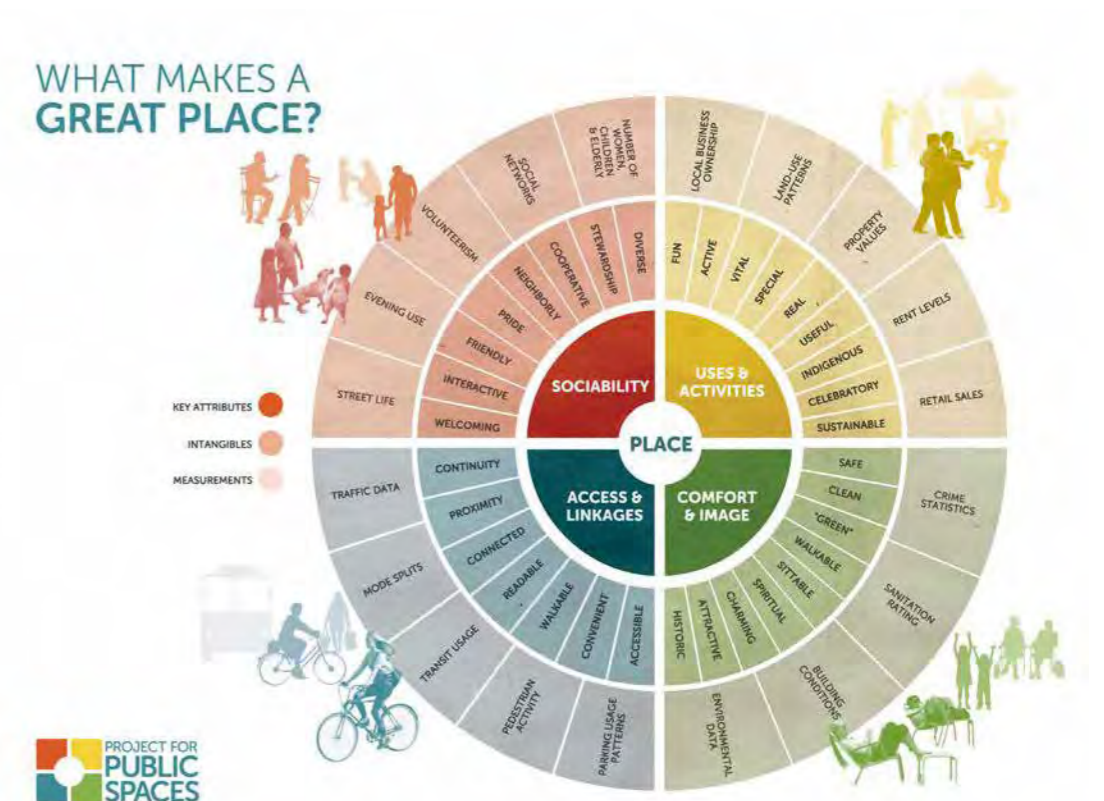 WHAT MAKES A
GREAT PLACE?
KEY ATTRIBUTES
INTANGIBLES
MEASUREMENTS
PLACE
SOCIABILITY
USES &
ACTIVITIES
ACCESS &
LINKAGES
COMFORT
& IMAGE
WELCOMING
INTERACTIVE
FRIENDLY
PRIDE
NEIGHBORLY
COOPERATIVE
STEWARDSHIP
DIVERSE
STREET LIFE
EVENING USE
VOLUNTEERISM
SOCIAL
NETWORKS
NUMBER OF
WOMEN,
CHILDREN
& ELDERLY
FUN
ACTIVE
VITAL
SPECIAL
REAL
USEFUL
INDIGENOUS
CELEBRATORY
SUSTAINABLE
LOCAL BUSINESS
OWNERSHIP
LAND-USE
PATTERNS
PROPERTY
VALUES
RENT LEVELS
RETAIL SALES
SAFE
CLEAN
"GREEN"
WALKABLE
SITTABLE
SPIRITUAL
CHARMING
ATTRACTIVE
HISTORIC
CRIME
STATISTICS
SANITATION
RATING
BUILDING
CONDITIONS
ENVIRONMENTAL
DATA
CONTINUITY
PROXIMITY
CONNECTED
READABLE
WALKABLE
CONVENIENT
ACCESSIBLE
TRAFFIC DATA
MODE SPLITS
TRANSIT USAGE
PEDESTRIAN
ACTIVITY
PARKING USAGE
PATTERNS
PROJECT FOR
PUBLIC
SPACES